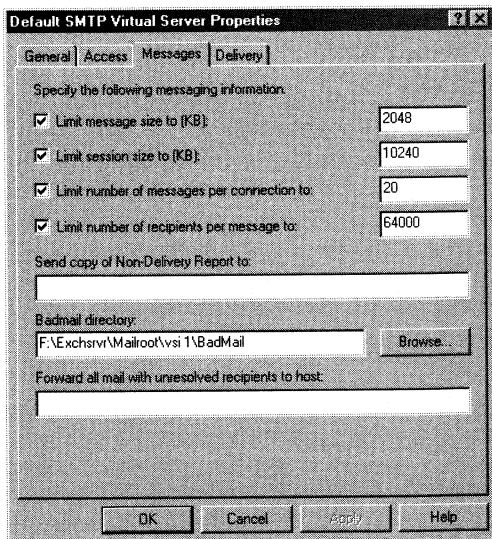 Default SMTP Virtual Server Properties
General Access Messages Delivery
Specify the following messaging information.
Limit message size to (KB): 2048
Limit session size to (KB): 10240
Limit number of messages per connection to: 20
Limit number of recipients per message to: 64000
Send copy of Non-Delivery Report to:
Badmail directory:
F:\Exchsrvr\Mailroot\vsi 1\BadMail Browse...
Forward all mail with unresolved recipients to host:
OK Cancel Apply Help